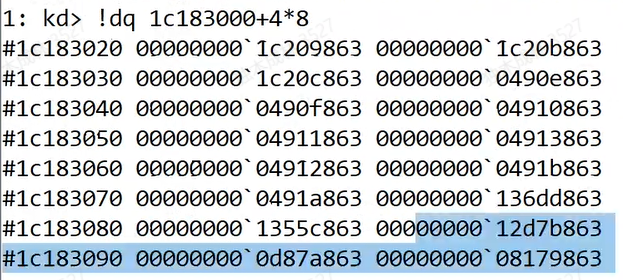 1: kd> !dq 1c183000+4*8
#1c183020 00000000`1c209863 00000000`1c20b863
#1c183030 00000000`1c20c863 00000000`0490e863
#1c183040 00000000`0490f863 00000000`04910863
#1c183050 00000000`04911863 00000000`04913863
#1c183060 00000000`04912863 00000000`0491b863
#1c183070 00000000`0491a863 00000000`136dd863
#1c183080 00000000`1355c863 00000000`12d7b863
#1c183090 00000000`0d87a863 00000000`08179863